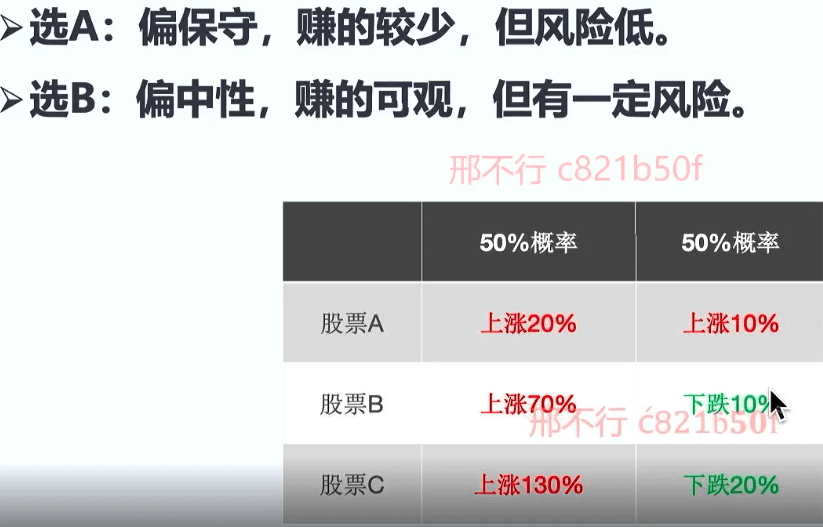 ➢选A：偏保守，赚的较少，但风险低。
➢选B：偏中性，赚的可观，但有一定风险。
邢不行 c821b50f
50%概率 50%概率
股票A 上涨20% 上涨10%
股票B 上涨70% 下跌10%
邢不行 c821b50f
股票C 上涨130% 下跌20%